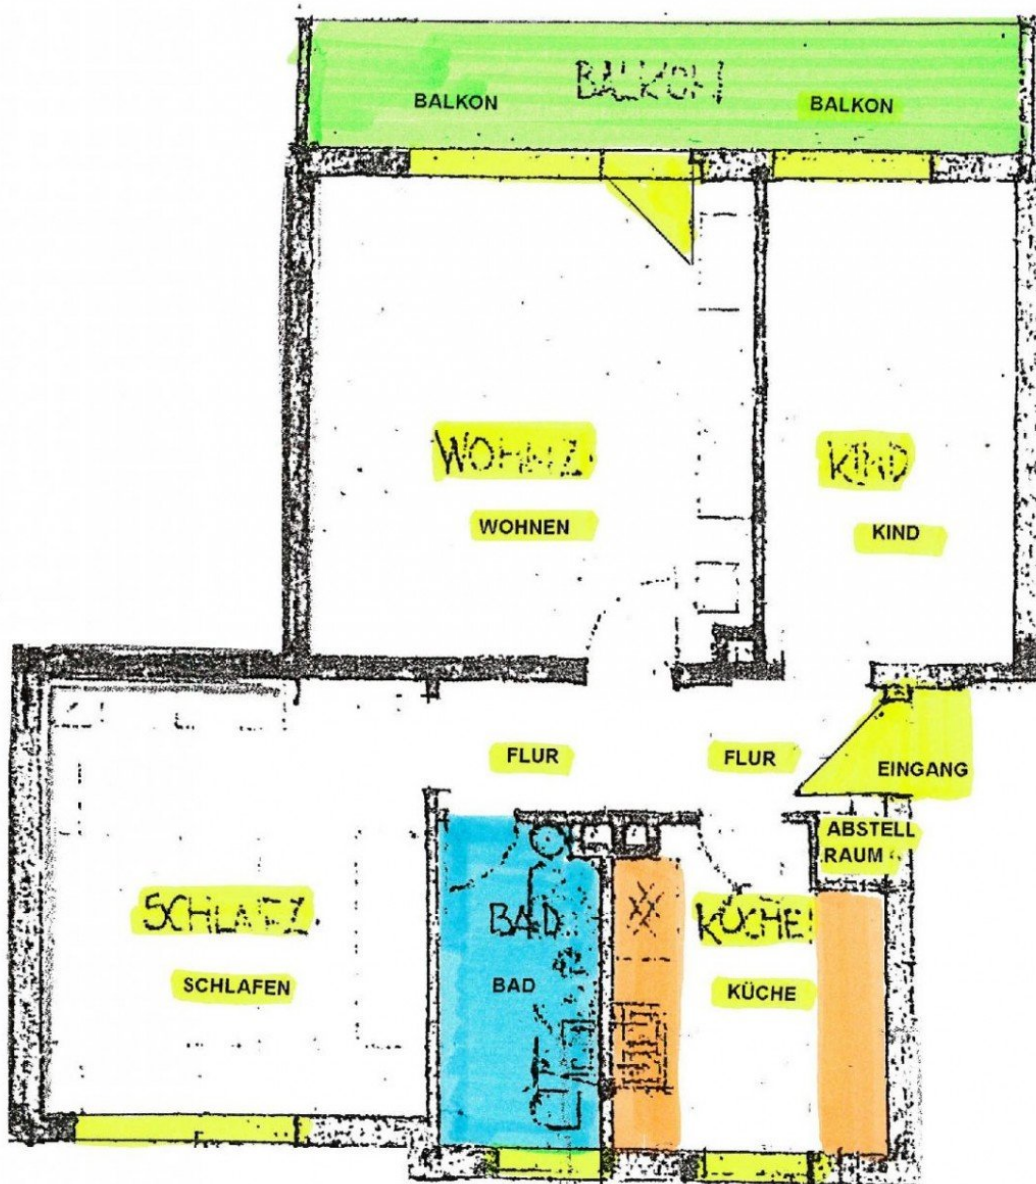 BALKON
BALKON
BALKON
WOHNZ.
KIND
WOHNEN
KIND
FLUR
FLUR
EINGANG
ABSTELL
RAUM
SCHLAFZ.
BAD
KÜCHE
SCHLAFEN
BAD
KÜCHE